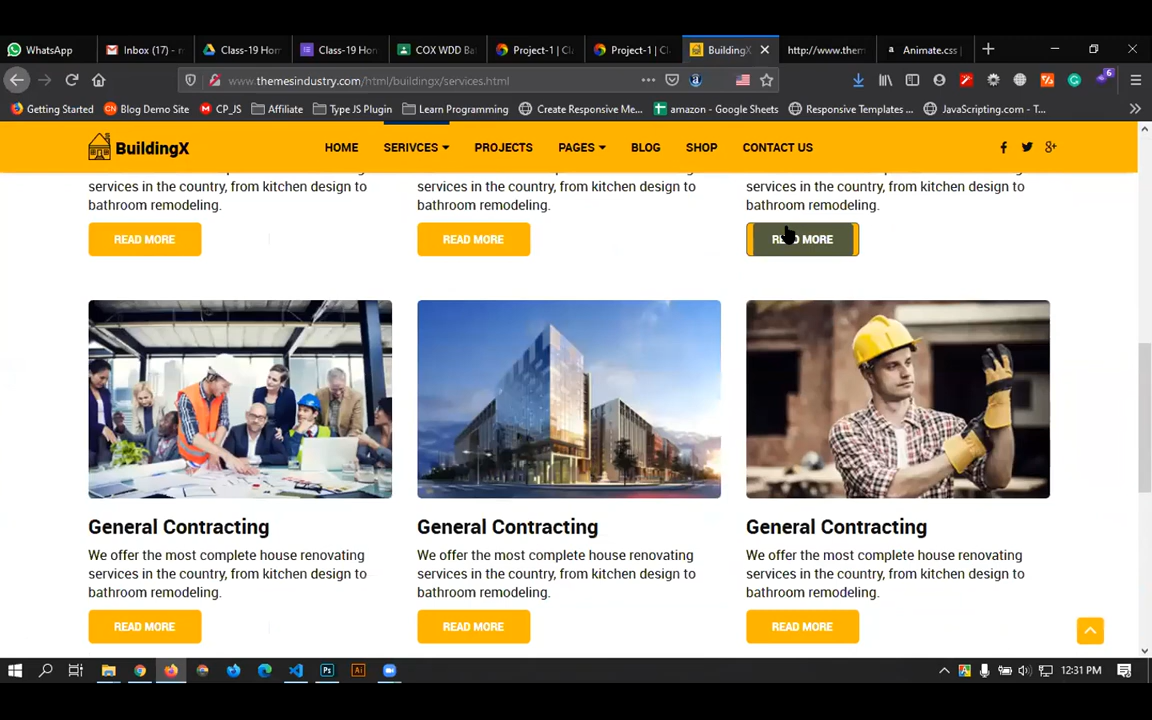 WhatsApp
Inbox (17) - m
Class-19 Hom
Class-19 Hon
COX WDD Ba
Project-1 | Cl
Project-1 | Cl
BuildingX
http://www.them
Animate.css |
www.themesindustry.com/html/buildingx/services.html
6
Getting Started
Blog Demo Site
CP_JS
Affiliate
Type JS Plugin
Learn Programming
Create Responsive Me...
amazon - Google Sheets
Responsive Templates ...
JavaScripting.com - T...
BuildingX
HOME
SERIVCES
PROJECTS
PAGES
BLOG
SHOP
CONTACT US
services in the country, from kitchen design to
bathroom remodeling.
READ MORE
services in the country, from kitchen design to
bathroom remodeling.
READ MORE
services in the country, from kitchen design to
bathroom remodeling.
READ MORE
General Contracting
We offer the most complete house renovating
services in the country, from kitchen design to
bathroom remodeling.
READ MORE
General Contracting
We offer the most complete house renovating
services in the country, from kitchen design to
bathroom remodeling.
READ MORE
General Contracting
We offer the most complete house renovating
services in the country, from kitchen design to
bathroom remodeling.
READ MORE
12:31 PM